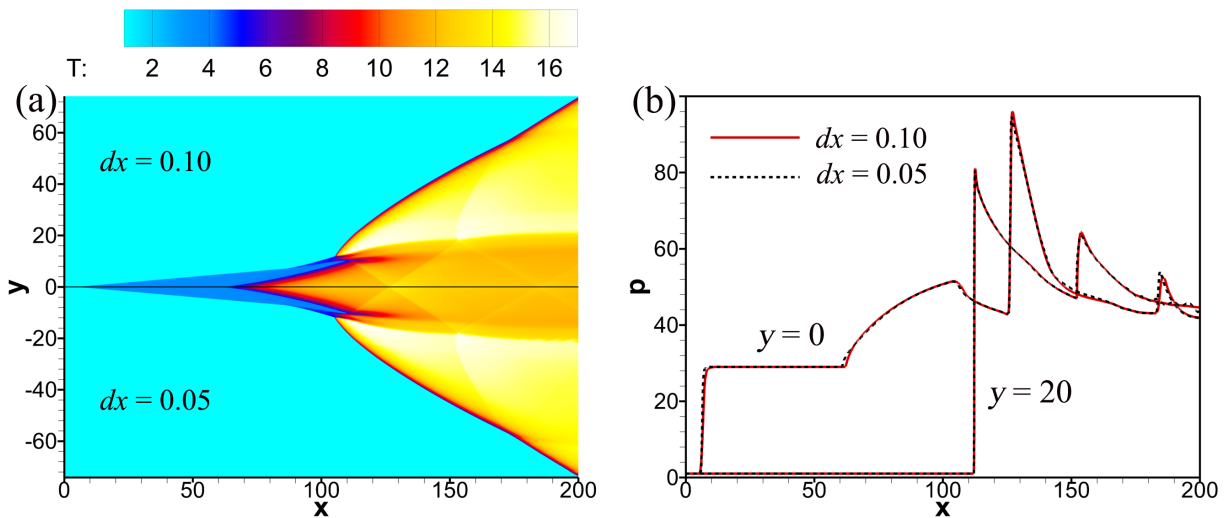 T: 2 4 6 8 10 12 14 16
(a)
60
40
20
0
-20
-40
-60
y
dx = 0.10
dx = 0.05
0 50 100 150 200
x
(b)
80
60
40
20
0
p
dx = 0.10
dx = 0.05
y = 0
y = 20
0 50 100 150 200
x